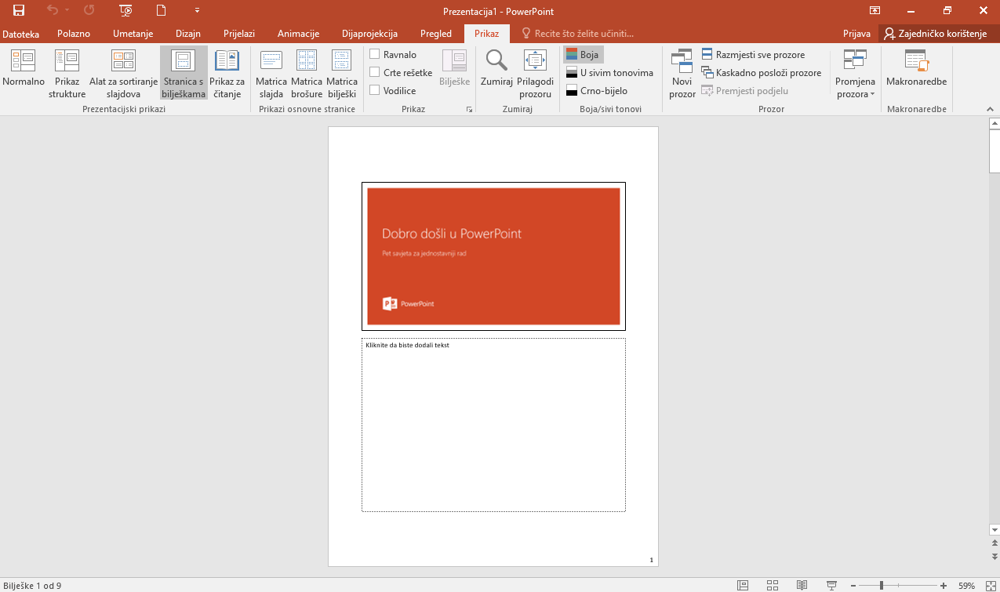 Prezentacija1 - PowerPoint
Datoteka Polazno Umetanje Dizajn Prijelazi Animacije Dijaprojekcija Pregled Prikaz Recite što želite učiniti... Prijava Zajedničko korištenje
Normalno
Prikaz strukture
Alat za sortiranje slajdova
Stranica s bilješkama
Prikaz za čitanje
Prezentacijski prikazi
Matrica slajda
Matrica brošure
Matrica bilješki
Prikazi osnovne stranice
Ravnalo
Crte rešetke
Vodilice
Bilješke
Prikaz
Zumiraj
Prilagodi prozoru
Zumiraj
Boja
U sivim tonovima
Crno-bijelo
Boja/sivi tonovi
Novi prozor
Razmjesti sve prozore
Kaskadno posloži prozore
Premjesti podjelu
Promjena prozora
Prozor
Makronaredbe
Makronaredbe
Dobro došli u PowerPoint
Pet savjeta za jednostavniji rad
P PowerPoint
Kliknite da biste dodali tekst
1
Bilješke 1 od 9
59%